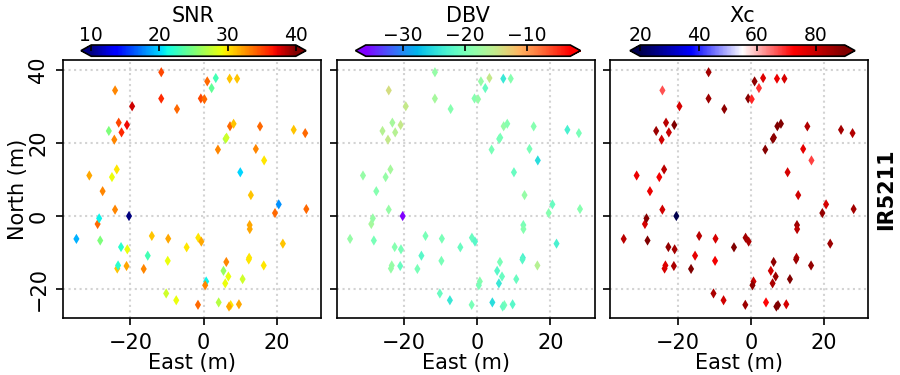 SNR DBV Xc
10 20 30 40 −30 −20 −10 20 40 60 80
40
20
0
−20
North (m)
IR5211
−20 0 20 −20 0 20 −20 0 20
East (m) East (m) East (m)